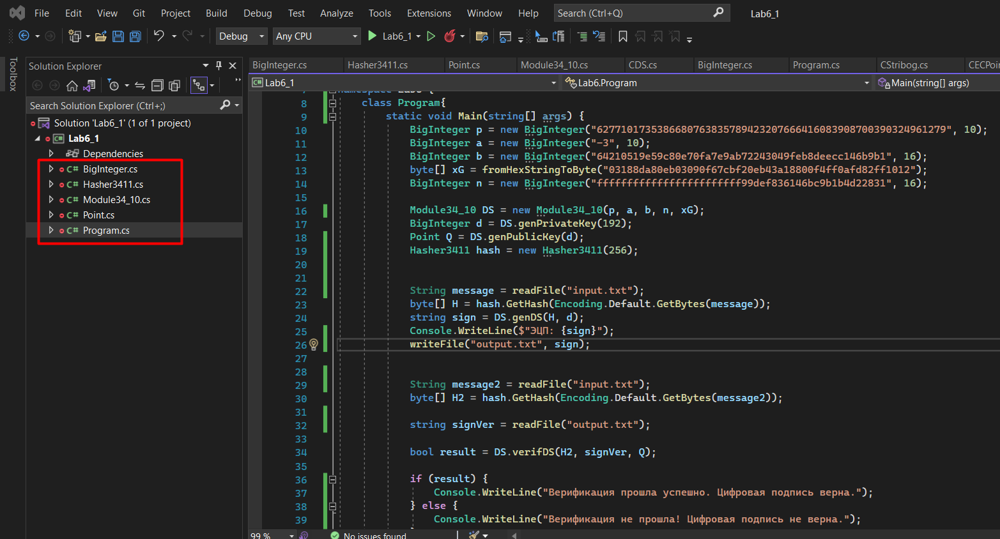 File Edit View Git Project Build Debug Test Analyze Tools Extensions Window Help Search (Ctrl+Q) Lab6_1
Debug Any CPU Lab6_1
Toolbox
Solution Explorer
Search Solution Explorer (Ctrl+;)
Solution 'Lab6_1' (1 of 1 project)
C# Lab6_1
Dependencies
C# BigInteger.cs
C# Hasher3411.cs
C# Module34_10.cs
C# Point.cs
C# Program.cs
BigInteger.cs Hasher3411.cs Point.cs Module34_10.cs CDS.cs BigInteger.cs Program.cs CStribog.cs CECPoin
C# Lab6_1 Lab6.Program Main(string[] args)
7 namespace Lab6 {
8 class Program{
9 static void Main(string[] args) {
10 BigInteger p = new BigInteger("6277101735386680763835789423207666416083908700390324961279", 10);
11 BigInteger a = new BigInteger("-3", 10);
12 BigInteger b = new BigInteger("64210519e59c80e70fa7e9ab72243049feb8deecc146b9b1", 16);
13 byte[] xG = fromHexStringToByte("03188da80eb03090f67cbf20eb43a18800f4ff0afd82ff1012");
14 BigInteger n = new BigInteger("ffffffffffffffffffffffff99def836146bc9b1b4d22831", 16);
15
16 Module34_10 DS = new Module34_10(p, a, b, n, xG);
17 BigInteger d = DS.genPrivateKey(192);
18 Point Q = DS.genPublicKey(d);
19 Hasher3411 hash = new Hasher3411(256);
20
21
22 String message = readFile("input.txt");
23 byte[] H = hash.GetHash(Encoding.Default.GetBytes(message));
24 string sign = DS.genDS(H, d);
25 Console.WriteLine($"ЭЦП: {sign}");
26 writeFile("output.txt", sign);
27
28
29 String message2 = readFile("input.txt");
30 byte[] H2 = hash.GetHash(Encoding.Default.GetBytes(message2));
31
32 string signVer = readFile("output.txt");
33
34 bool result = DS.verifDS(H2, signVer, Q);
35
36 if (result) {
37 Console.WriteLine("Верификация прошла успешно. Цифровая подпись верна.");
38 } else {
39 Console.WriteLine("Верификация не прошла! Цифровая подпись не верна.");
99 % No issues found